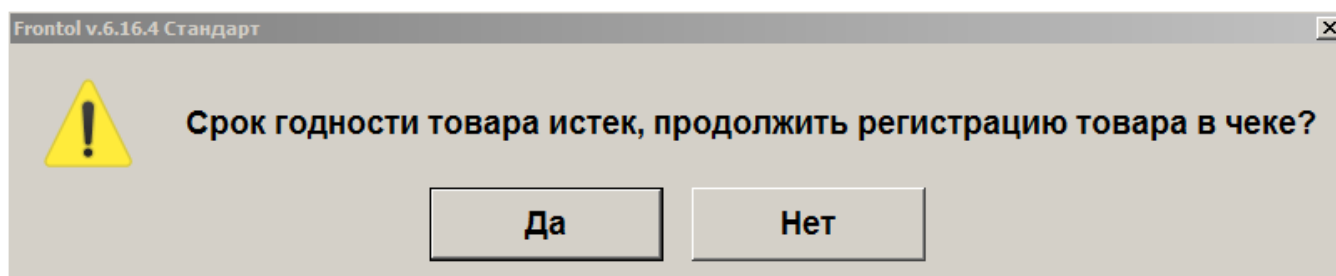 Frontol v.6.16.4 Стандарт
Срок годности товара истек, продолжить регистрацию товара в чеке?
Да
Нет